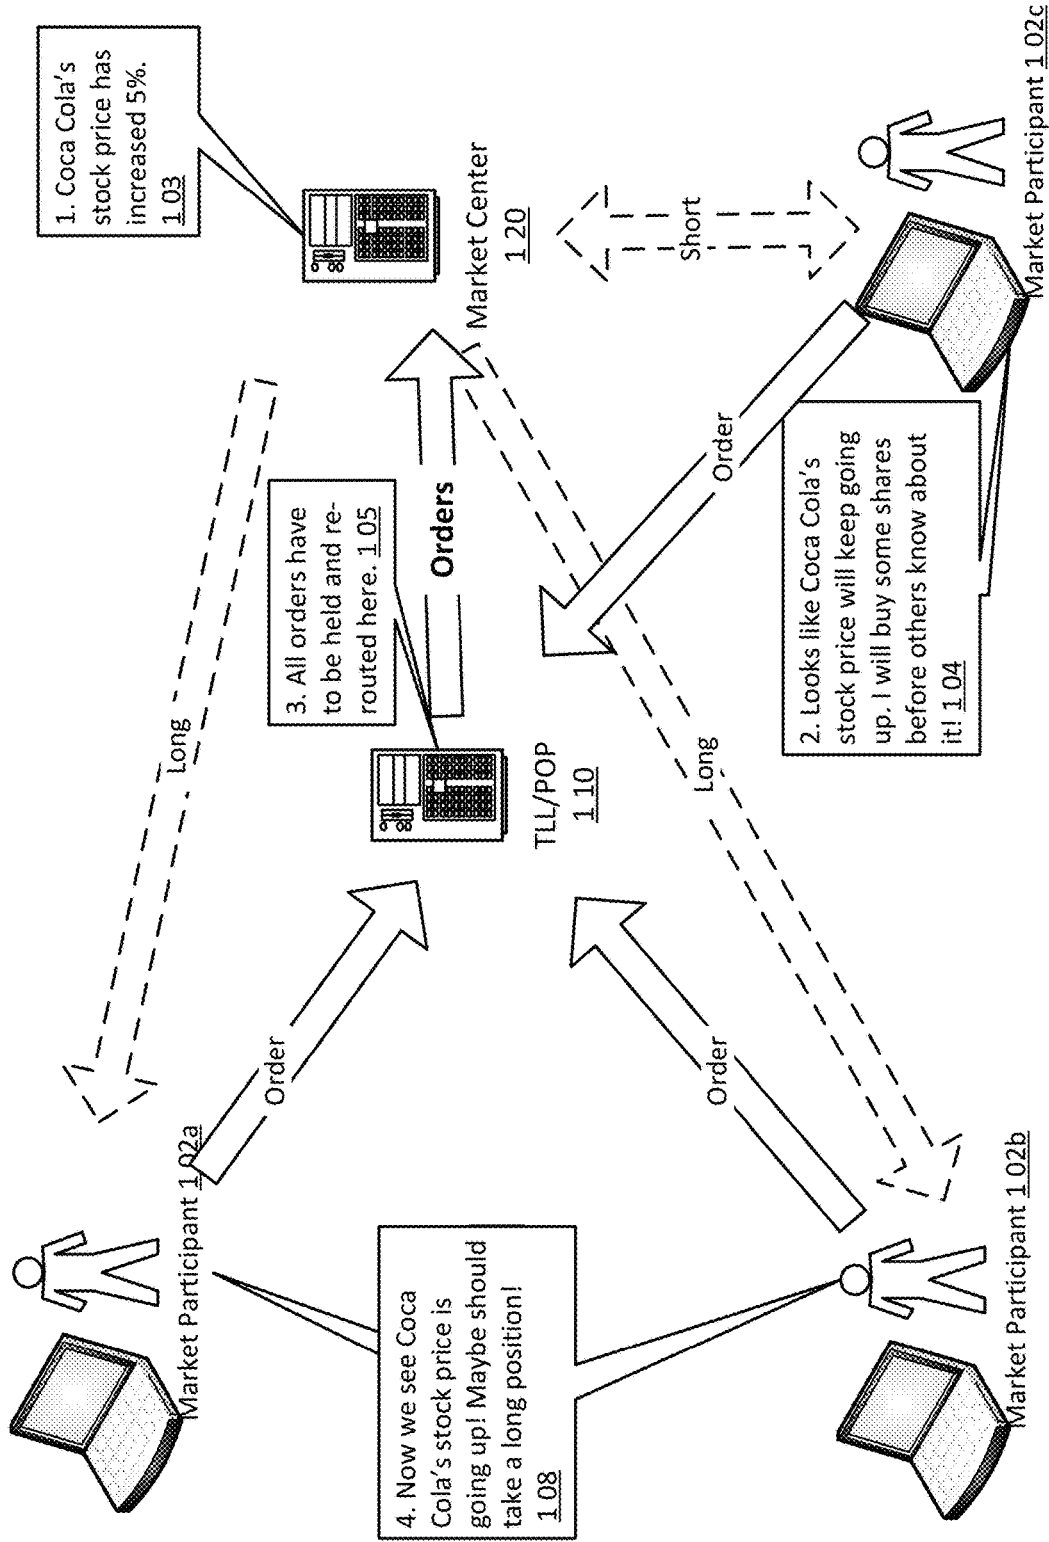 1. Coca Cola's
stock price has
increased 5%.
1 03
Market Center
1 20
Short
Market Participant 1 02c
Long
3. All orders have
to be held and re-
routed here. 1 05
Orders
Order
TLL/POP
1 10
Long
2. Looks like Coca Cola's
stock price will keep going
up. I will buy some shares
before others know about
it! 1 04
Market Participant 1 02a
Order
Order
4. Now we see Coca
Cola's stock price is
going up! Maybe should
take a long position!
1 08
Market Participant 1 02b